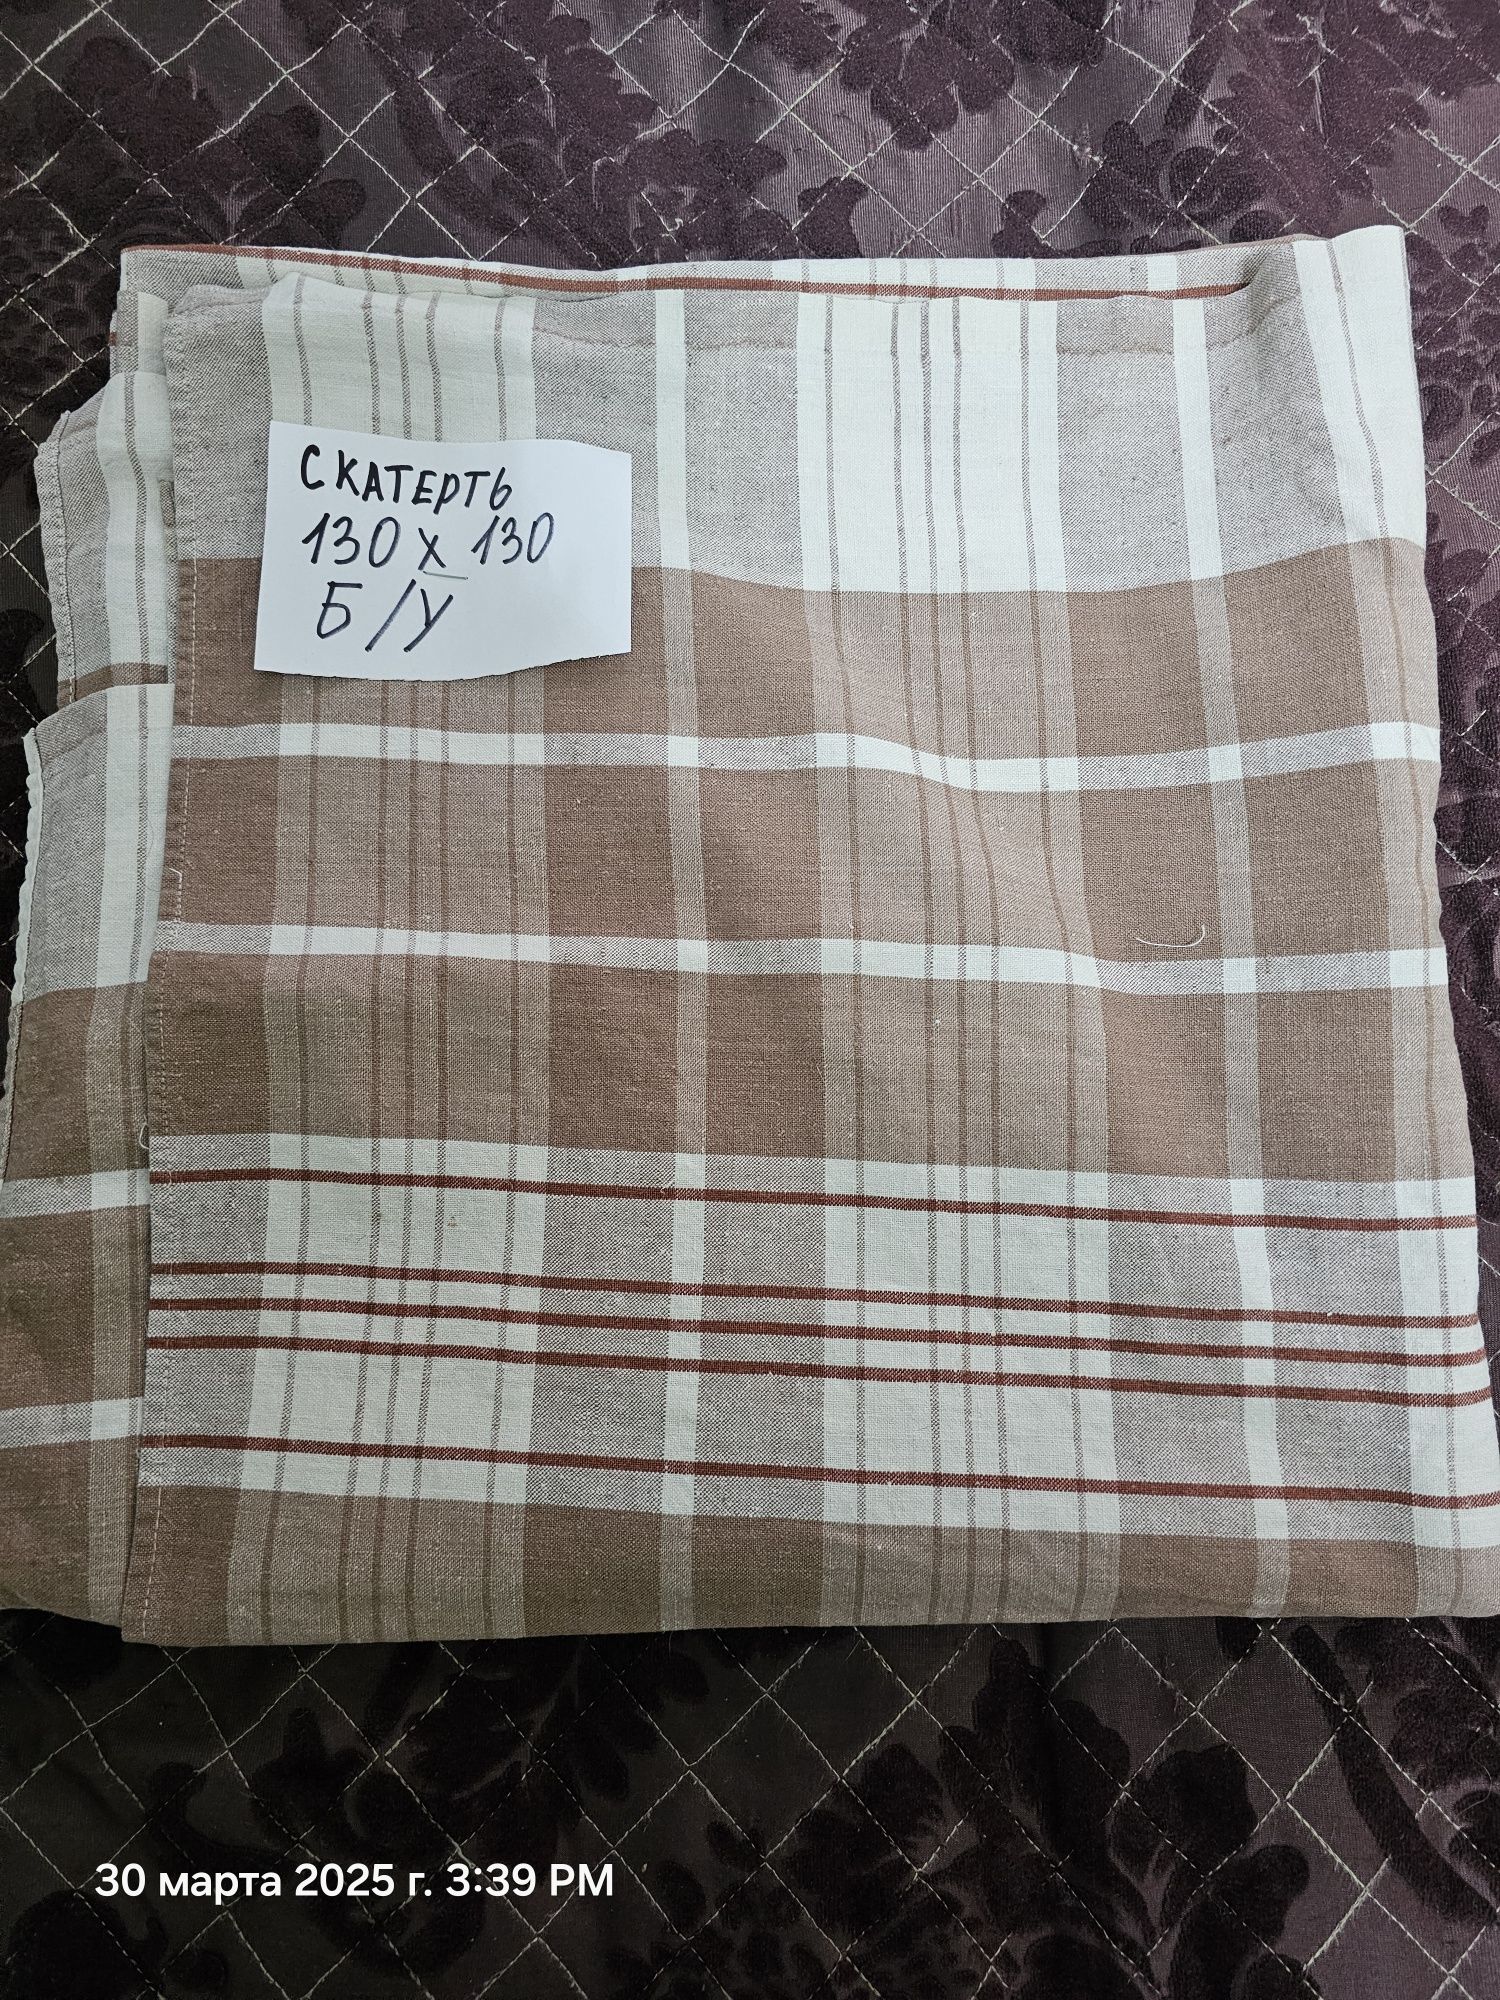 СКАТЕРТЬ
130 х 130
Б/У
30 марта 2025 г. 3:39 PM